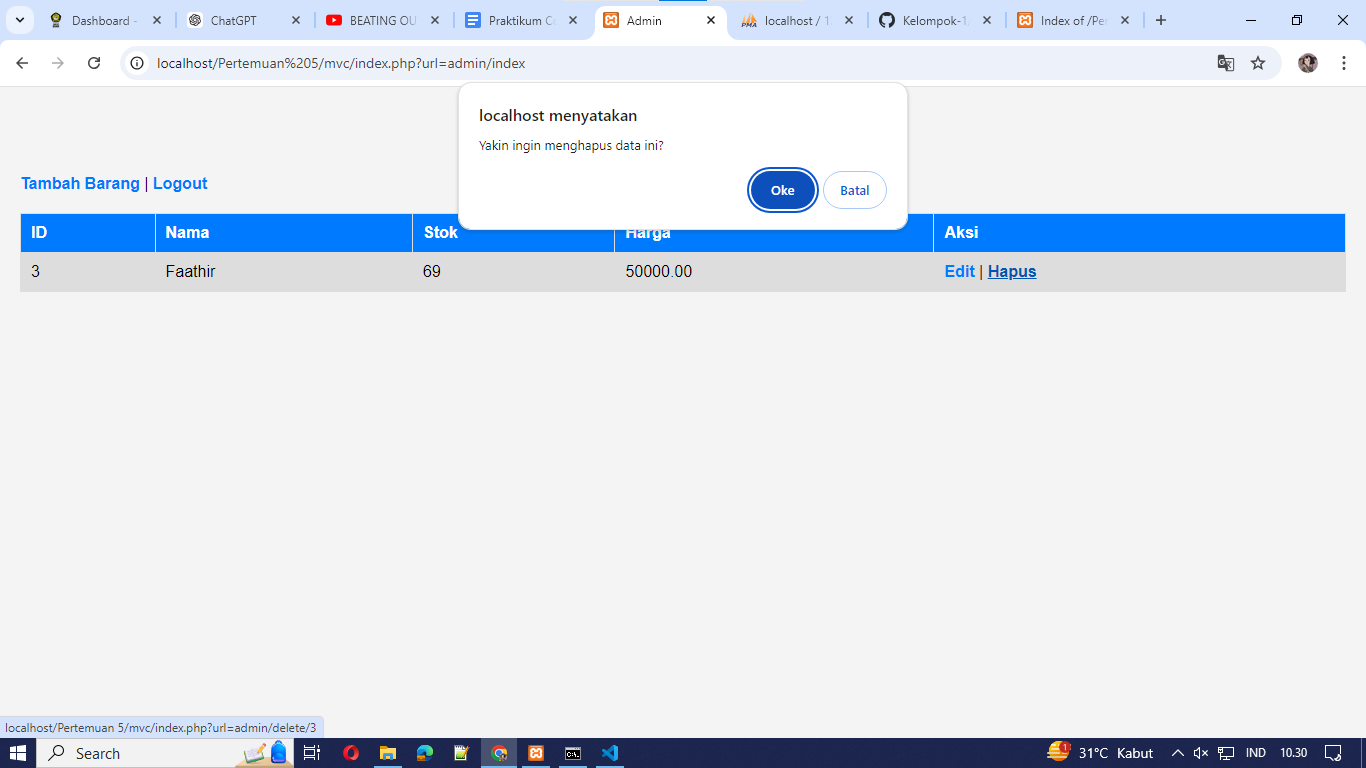 Dashboard -
ChatGPT
BEATING OU
Praktikum Co
Admin
localhost / 1
Kelompok-1/
Index of /Per
localhost/Pertemuan%205/mvc/index.php?url=admin/index
localhost menyatakan
Yakin ingin menghapus data ini?
Oke Batal
Tambah Barang | Logout
ID Nama Stok Harga Aksi
3 Faathir 69 50000.00 Edit | Hapus
localhost/Pertemuan 5/mvc/index.php?url=admin/delete/3
Search 31°C Kabut IND 10.30